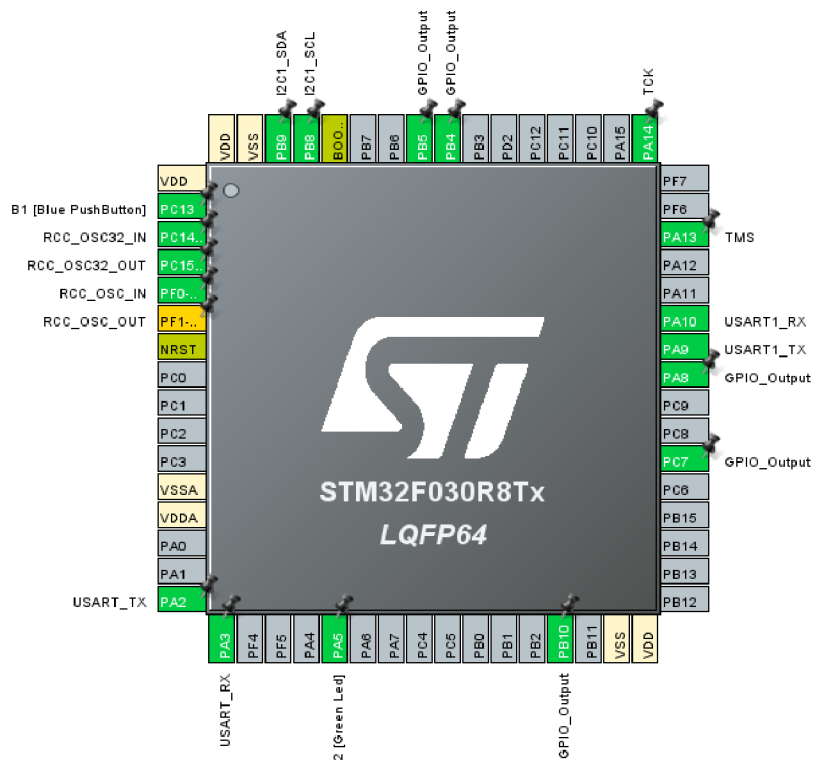 I2C1_SDA
I2C1_SCL
GPIO_Output
GPIO_Output
TCK
VDD
VSS
PB9
PB8
BOO..
PB7
PB6
PB5
PB4
PB3
PD2
PC12
PC11
PC10
PA15
PA14
B1 [Blue PushButton]
RCC_OSC32_IN
RCC_OSC32_OUT
RCC_OSC_IN
RCC_OSC_OUT
USART_TX
VDD
PC13
PC14..
PC15..
PF0-..
PF1-..
NRST
PC0
PC1
PC2
PC3
VSSA
VDDA
PA0
PA1
PA2
ST
STM32F030R8Tx
LQFP64
PF7
PF6
PA13
PA12
PA11
PA10
PA9
PA8
PC9
PC8
PC7
PC6
PB15
PB14
PB13
PB12
TMS
USART1_RX
USART1_TX
GPIO_Output
GPIO_Output
PA3
PF4
PF5
PA4
PA5
PA6
PA7
PC4
PC5
PB0
PB1
PB2
PB10
PB11
VSS
VDD
USART_RX
2 [Green Led]
GPIO_Output